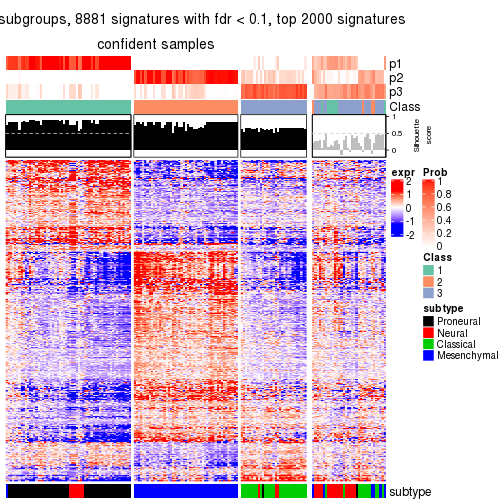 subgroups, 8881 signatures with fdr < 0.1, top 2000 signatures
confident samples
p1
p2
p3
Class
1
0.5
0
Silhouette
score
expr
2
1
0
-1
-2
Prob
1
0.8
0.6
0.4
0.2
0
Class
1
2
3
subtype
Proneural
Neural
Classical
Mesenchymal
subtype